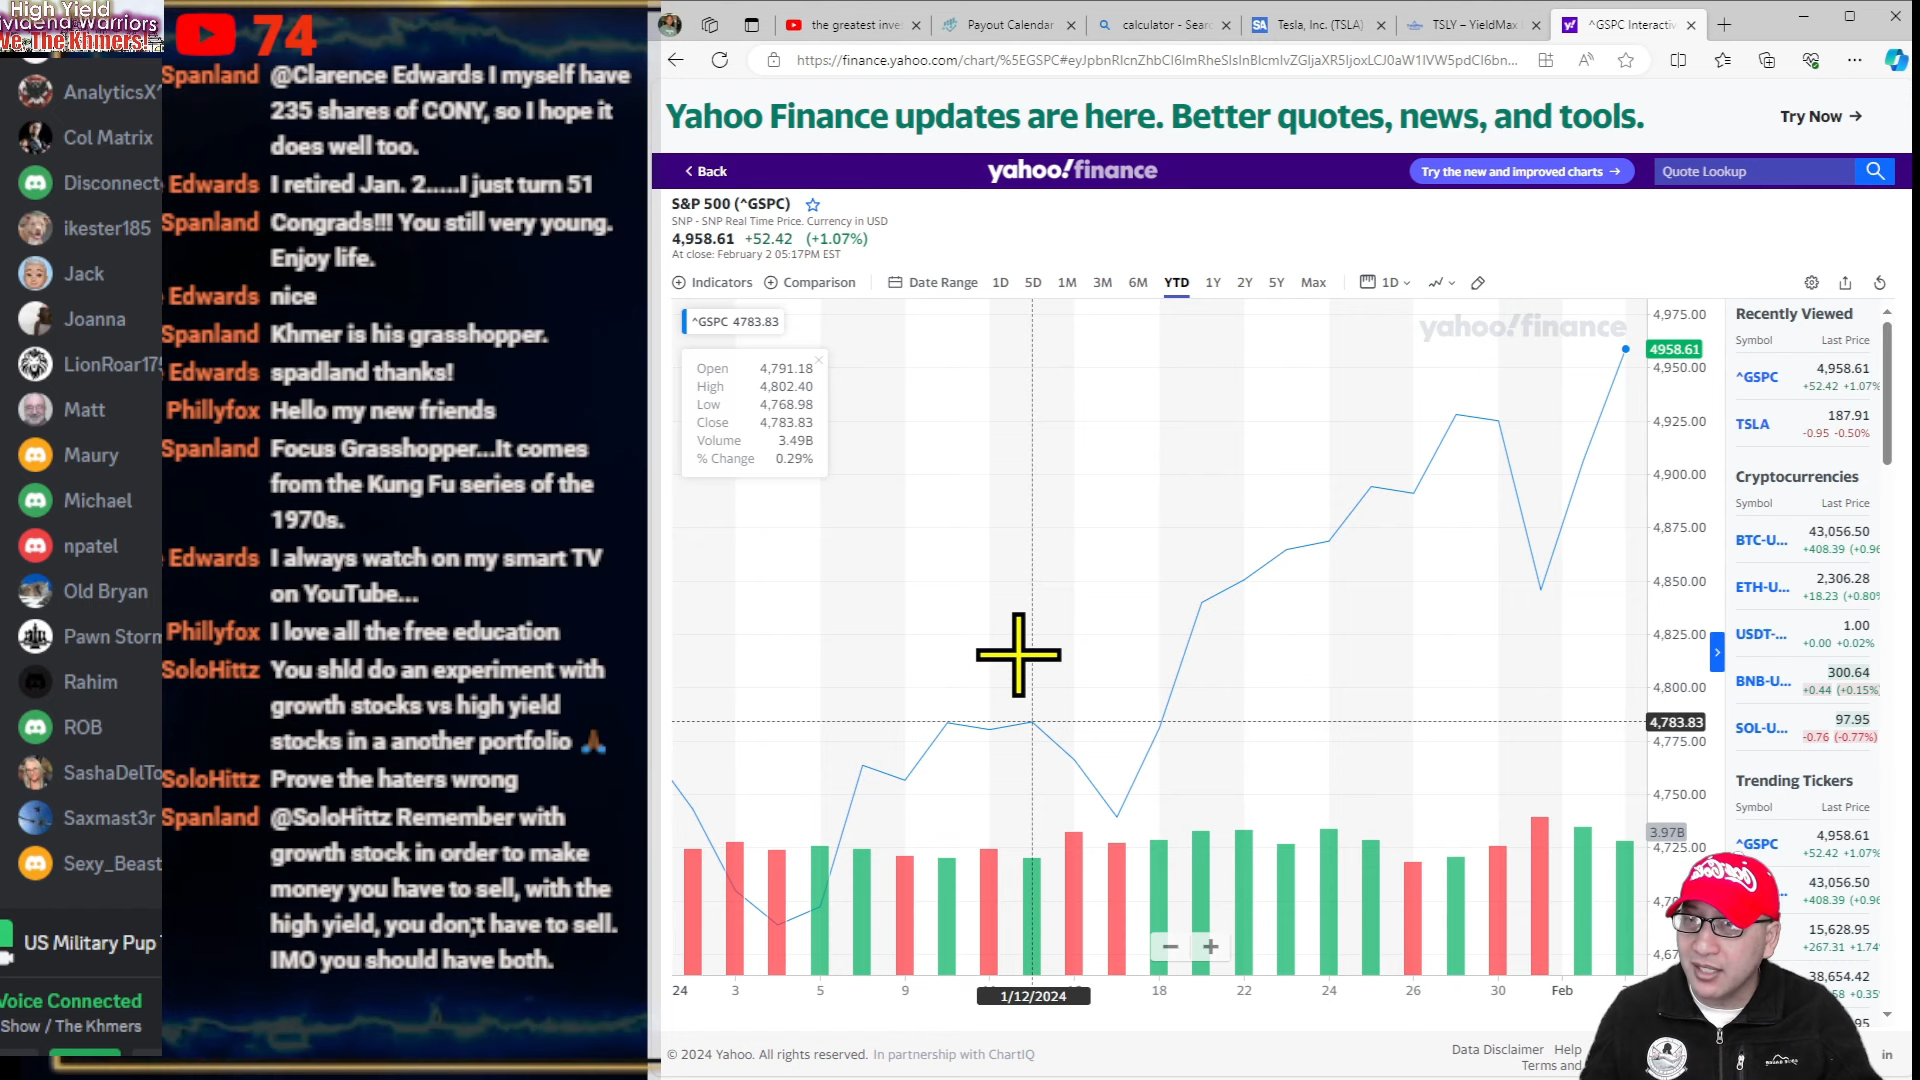 High Yield
Dividend Warriors
We The Khmers!
74
AnalyticsX
Col Matrix
Disconnect
ikester185
Jack
Joanna
LionRoar175
Matt
Maury
Michael
npatel
Old Bryan
Pawn Storm
Rahim
ROB
SashaDelTo
Saxmast3r
Sexy_Beast
US Military Pup
Voice Connected
Show / The Khmers
Spanland @Clarence Edwards I myself have
235 shares of CONY, so I hope it
does well too.
Edwards I retired Jan. 2.....I just turn 51
Spanland Congrads!!! You still very young.
Enjoy life.
Edwards nice
Spanland Khmer is his grasshopper.
Edwards spadland thanks!
Phillyfox Hello my new friends
Spanland Focus Grasshopper...It comes
from the Kung Fu series of the
1970s.
Edwards I always watch on my smart TV
on YouTube...
Phillyfox I love all the free education
SoloHittz You shld do an experiment with
growth stocks vs high yield
stocks in a another portfolio 🙏🏾
SoloHittz Prove the haters wrong
Spanland @SoloHittz Remember with
growth stock in order to make
money you have to sell, with the
high yield, you don;t have to sell.
IMO you should have both.
the greatest inve
Payout Calendar
calculator - Sear
Tesla, Inc. (TSLA)
TSLY – YieldMax
^GSPC Interactiv
https://finance.yahoo.com/chart/%5EGSPC#eyJpbnRlcnZhbCI6ImRheSIsInBlcmlvZGljaXR5IjoxLCJ0aW1lVW5pdCI6bn...
Yahoo Finance updates are here. Better quotes, news, and tools.
Try Now →
< Back
yahoo!finance
Try the new and improved charts →
Quote Lookup
S&P 500 (^GSPC)
SNP - SNP Real Time Price. Currency in USD
4,958.61 +52.42 (+1.07%)
At close: February 2 05:17PM EST
Indicators
Comparison
Date Range
1D
5D
1M
3M
6M
YTD
1Y
2Y
5Y
Max
1D
^GSPC 4783.83
Open 4,791.18
High 4,802.40
Low 4,768.98
Close 4,783.83
Volume 3.49B
% Change 0.29%
yahoo!finance
4,975.00
4958.61
4,950.00
4,925.00
4,900.00
4,875.00
4,850.00
4,825.00
4,800.00
4,783.83
4,775.00
4,750.00
3.97B
4,725.00
24
3
5
9
1/12/2024
18
22
24
26
30
Feb
Recently Viewed
Symbol Last Price
^GSPC 4,958.61
+52.42 +1.07%
TSLA 187.91
-0.95 -0.50%
Cryptocurrencies
Symbol Last Price
BTC-U... 43,056.50
+408.39 (+0.96
ETH-U... 2,306.28
+18.23 (+0.80%
USDT-... 1.00
+0.00 +0.02%
BNB-U... 300.64
+0.44 (+0.15%)
SOL-U... 97.95
-0.76 (-0.77%)
Trending Tickers
Symbol Last Price
^GSPC 4,958.61
+52.42 +1.07%
43,056.50
+408.39 (+0.96
15,628.95
+267.31 +1.74
38,654.42
+0.35
© 2024 Yahoo. All rights reserved. In partnership with ChartIQ
Data Disclaimer Help
Terms and
in